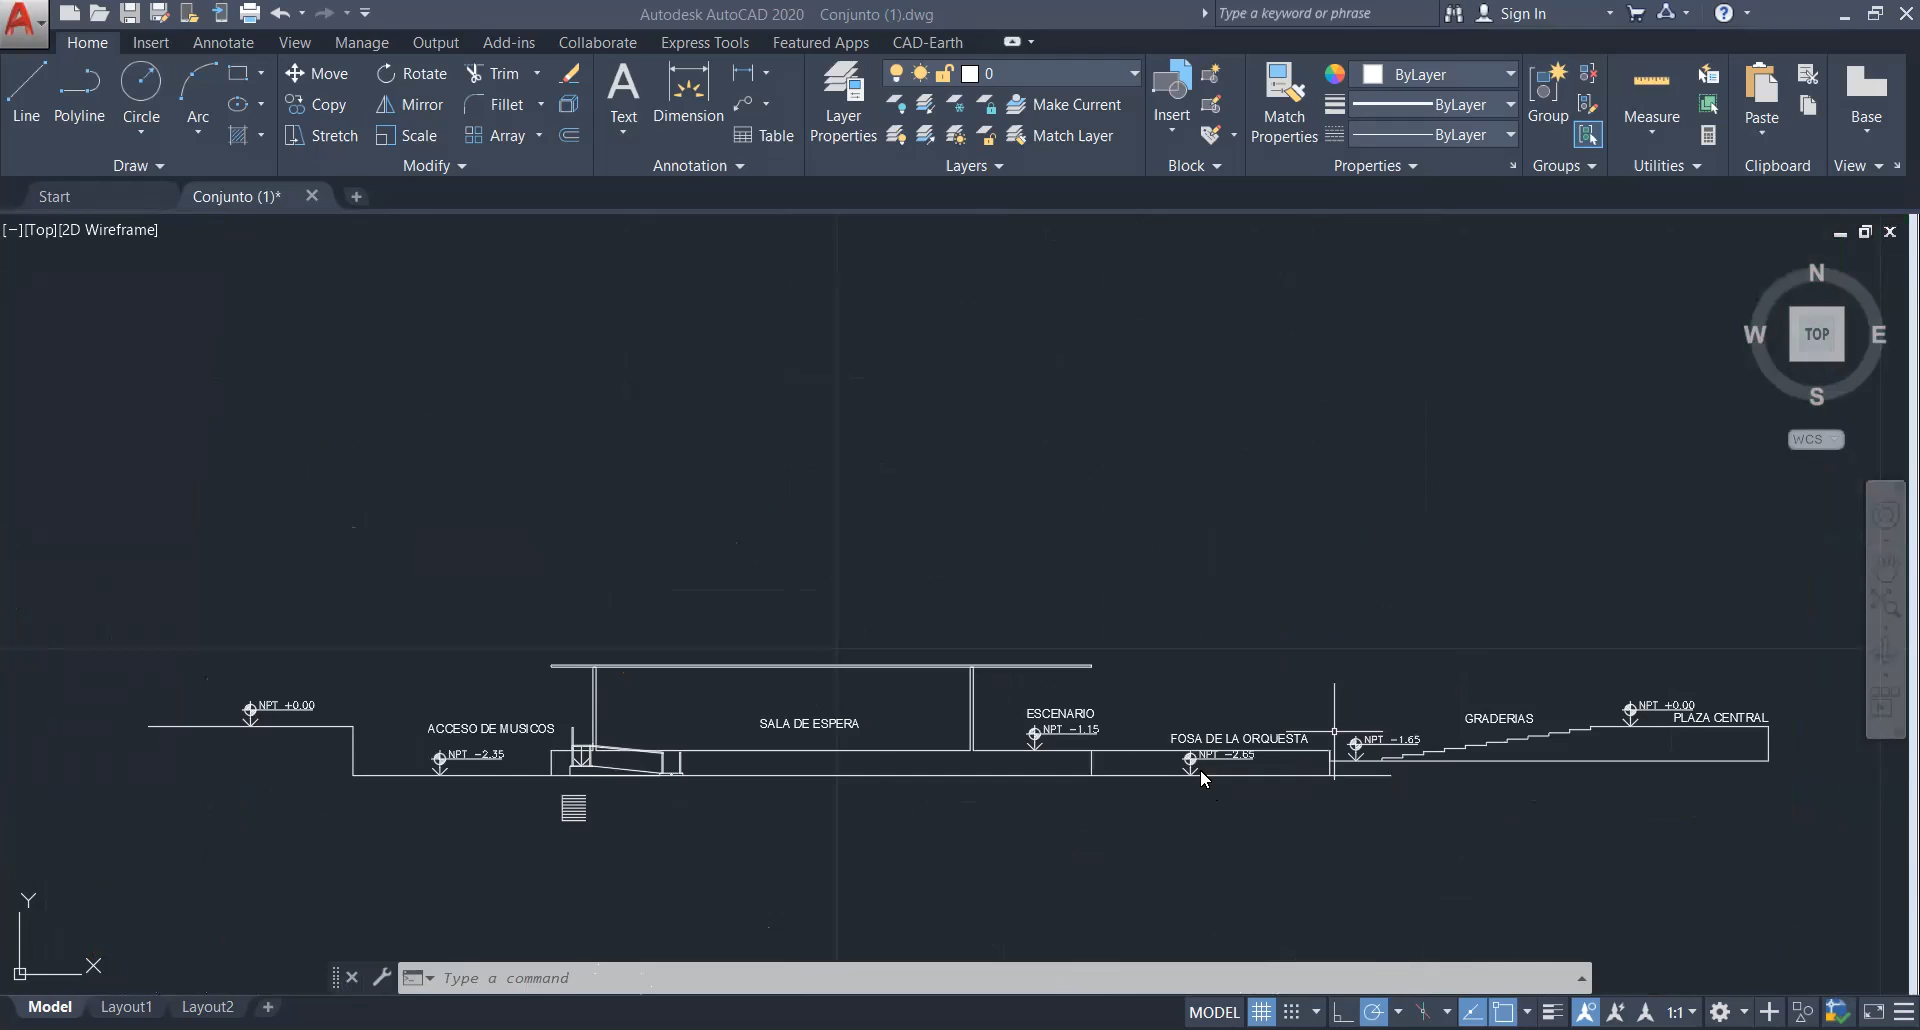 Autodesk AutoCAD 2020 Conjunto (1).dwg
Type a keyword or phrase
Sign In
Home Insert Annotate View Manage Output Add-ins Collaborate Express Tools Featured Apps CAD-Earth
Line Polyline Circle Arc
Move Rotate Trim
Copy Mirror Fillet
Stretch Scale Array
Text Dimension Table
Layer Properties
0
Make Current
Match Layer
Insert
Match Properties
ByLayer
ByLayer
ByLayer
Group Measure Paste Base
Draw Modify Annotation Layers Block Properties Groups Utilities Clipboard View
Start Conjunto (1)*
[−][Top][2D Wireframe]
N
W TOP E
S
WCS
NPT +0.00
ACCESO DE MUSICOS
NPT -2.35
SALA DE ESPERA
ESCENARIO
NPT -1.15
FOSA DE LA ORQUESTA
NPT -2.65
NPT -1.65
GRADERIAS
NPT +0.00
PLAZA CENTRAL
Y
X
Type a command
Model Layout1 Layout2
MODEL 1:1